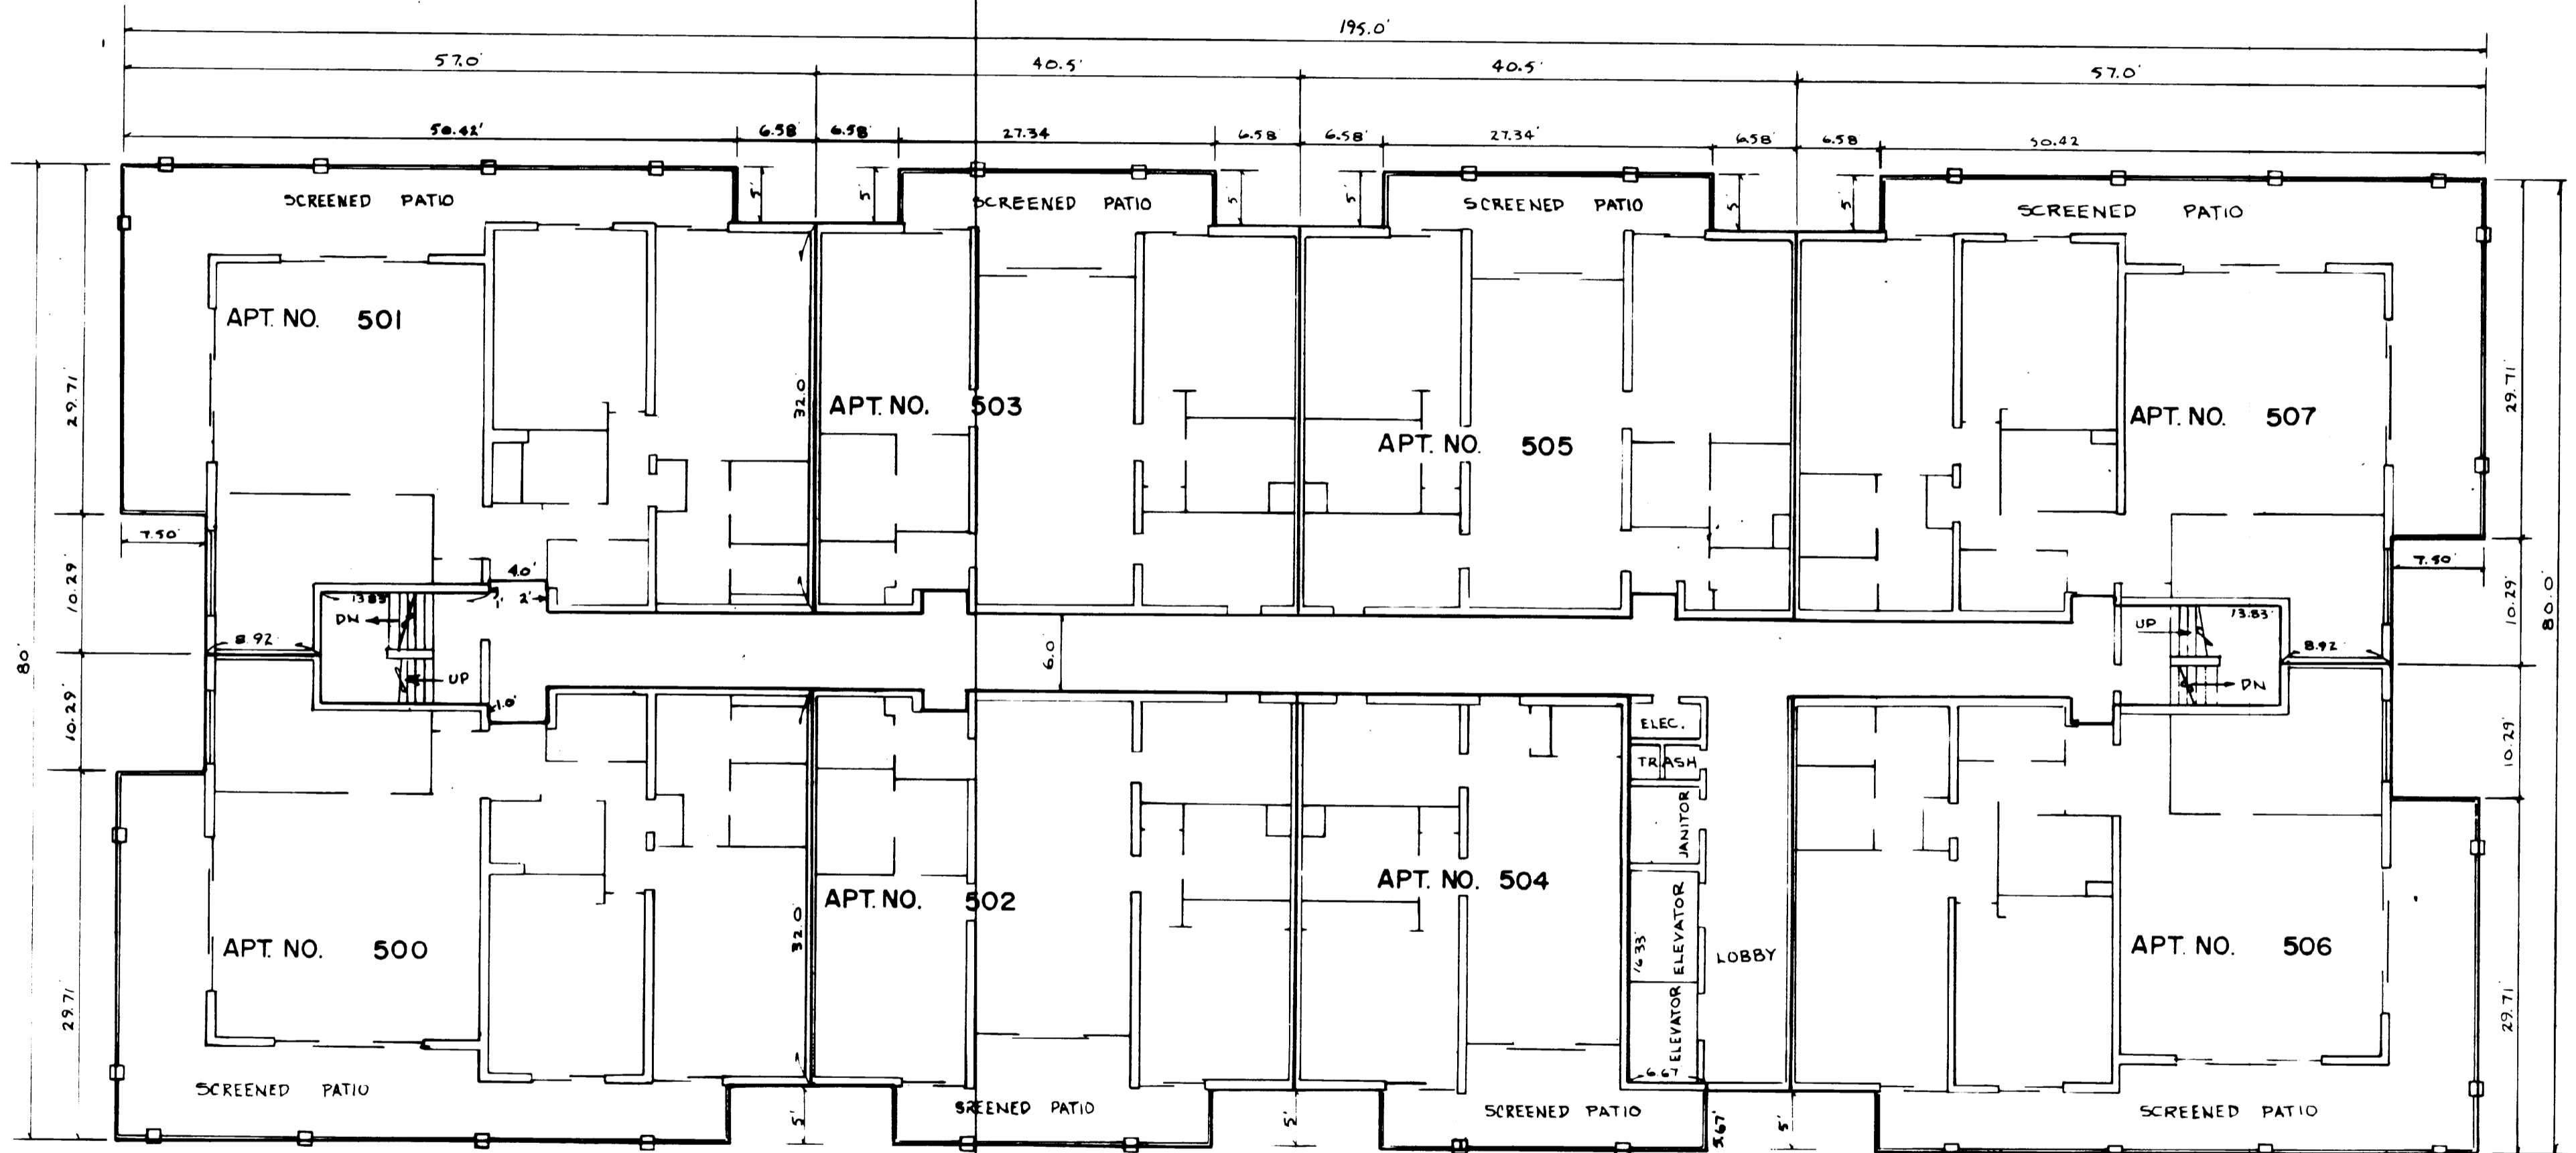 195.0'
57.0' 40.5' 40.5' 57.0'
50.42' 6.58' 6.58' 27.34 6.58 6.58' 27.34' 6.58' 6.58 50.42
5' 5' 5' 5' 5' 5'
SCREENED PATIO SCREENED PATIO SCREENED PATIO SCREENED PATIO
APT. NO. 501
APT. NO. 503
APT. NO. 505
APT. NO. 507
29.71' 32.0 29.71'
7.50' 7.50'
10.29' 10.29'
4.0'
13.83' 1' 2' 13.83'
DN UP
8.92 8.92
UP DN
80' 6.0 80.0'
1.0'
10.29' 10.29'
ELEC.
TRASH
JANITOR
ELEVATOR
16.33'
ELEVATOR
LOBBY
6.67
APT. NO. 500
APT. NO. 502
APT. NO. 504
APT. NO. 506
29.71' 32.0 29.71'
SCREENED PATIO SREENED PATIO SCREENED PATIO SCREENED PATIO
5' 5' 5.67' 5'